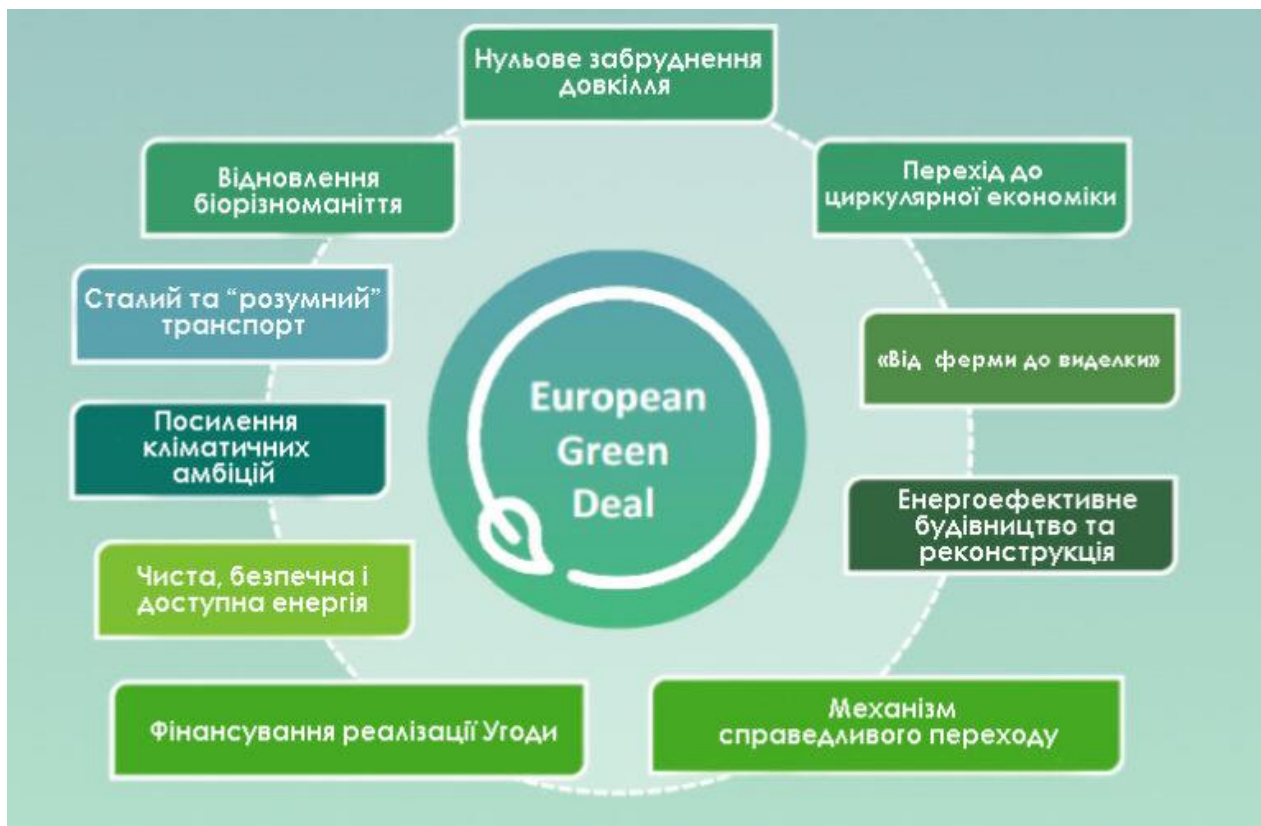 Нульове забруднення
довкілля
Відновлення
біорізноманіття
Перехід до
циркулярної економіки
Сталий та “розумний”
транспорт
«Від ферми до виделки»
European
Green
Deal
Посилення
кліматичних
амбіцій
Енергоефективне
будівництво та
реконструкція
Чиста, безпечна і
доступна енергія
Фінансування реалізації Угоди
Механізм
справедливого переходу